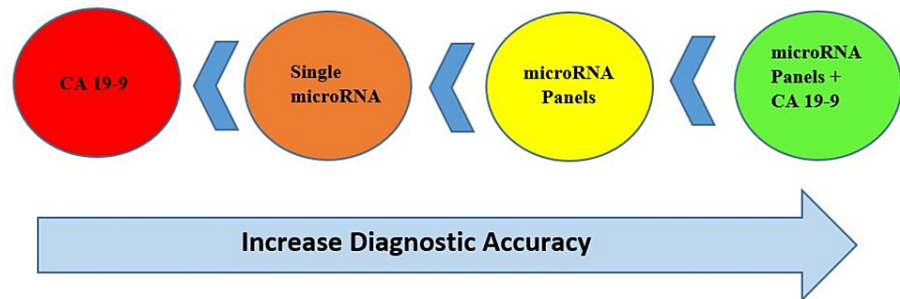 CA 19-9
Single
microRNA
microRNA
Panels
microRNA
Panels +
CA 19-9
Increase Diagnostic Accuracy